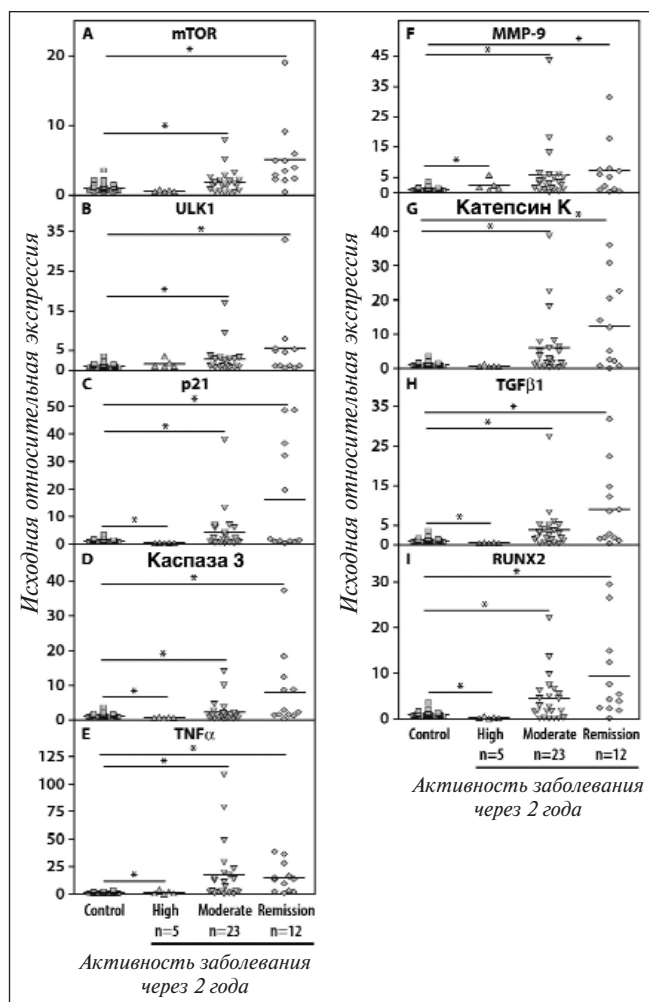 A
mTOR
*
*
20
15
10
5
0
B
ULK1
*
*
35
25
15
5
0
C
p21
*
*
*
50
40
30
20
10
0
D
Каспаза 3
*
*
*
40
30
20
10
0
E
TNFα
*
*
*
125
100
75
50
25
0
Control High Moderate Remission
n=5 n=23 n=12
Активность заболевания
через 2 года
Исходная относительная экспрессия
F
MMP-9
*
*
*
45
35
25
15
5
0
G
Катепсин К
*
*
40
30
20
10
0
H
TGFβ1
*
*
*
35
25
15
5
0
I
RUNX2
*
*
*
30
20
10
0
Control High Moderate Remission
n=5 n=23 n=12
Активность заболевания
через 2 года
Исходная относительная экспрессия